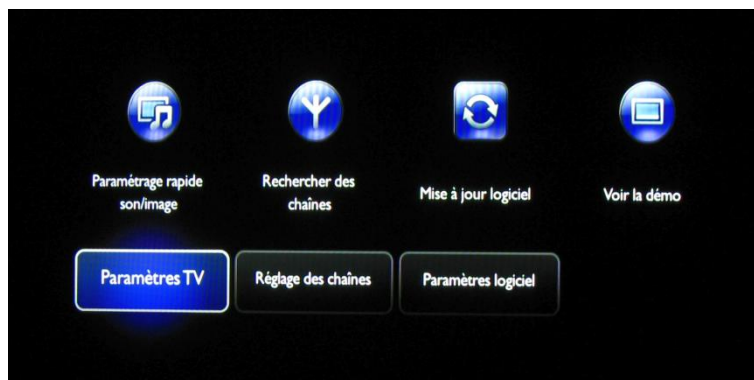 Paramétrage rapide
son/image
Rechercher des
chaînes
Mise à jour logiciel
Voir la démo
Paramètres TV
Réglage des chaînes
Paramètres logiciel